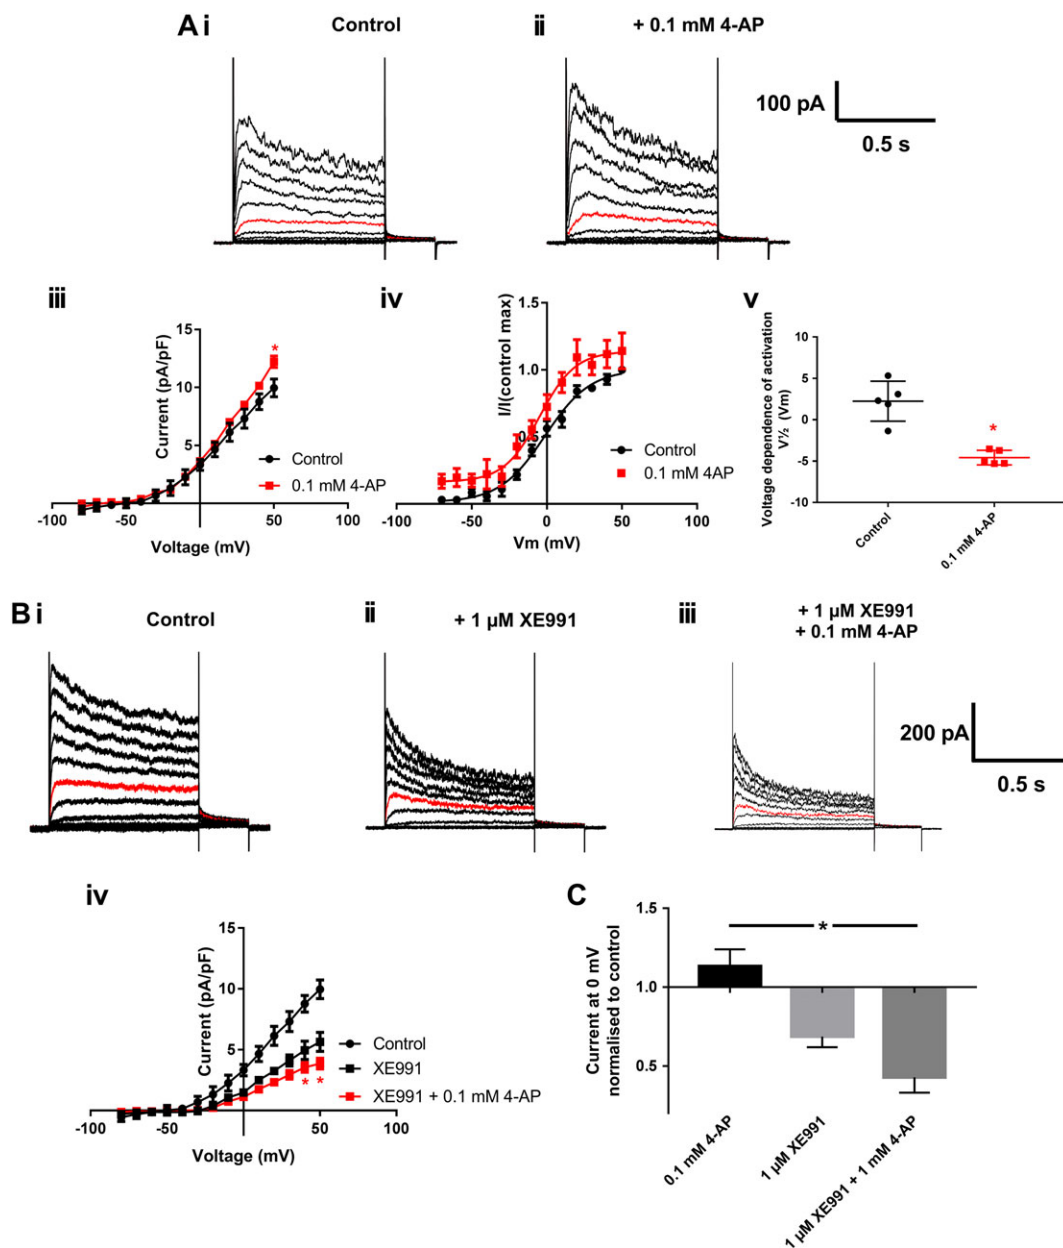 A i
Control
ii
+ 0.1 mM 4-AP
100 pA
0.5 s
iii
Current (pA/pF)
15
10
5
*
Control
0.1 mM 4-AP
-100
-50
50
100
Voltage (mV)
iv
I/I(control max)
1.5
1.0
0.5
Control
0.1 mM 4AP
-100
-50
0
50
100
Vm (mV)
v
Voltage dependence of activation
V½ (Vm)
10
5
0
-5
-10
*
Control
0.1 mM 4-AP
B i
Control
ii
+ 1 µM XE991
iii
+ 1 µM XE991
+ 0.1 mM 4-AP
200 pA
0.5 s
iv
Current (pA/pF)
15
10
5
Control
XE991
XE991 + 0.1 mM 4-AP
* *
-100
-50
50
100
Voltage (mV)
C
Current at 0 mV
normalised to control
1.5
1.0
0.5
*
0.1 mM 4-AP
1 µM XE991
1 µM XE991 + 1 mM 4-AP